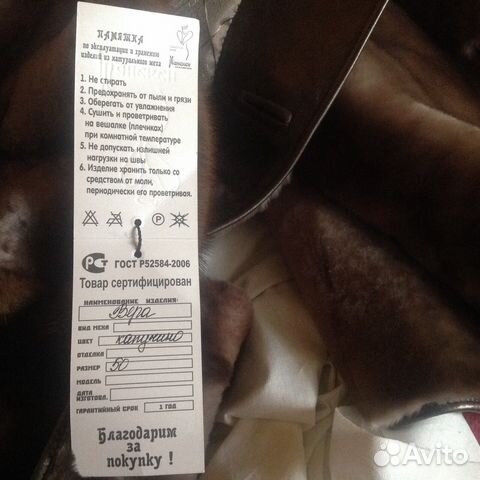 ПАМЯТКА
по эксплуатации и хранению
изделий из натурального меха
1. Не стирать
2. Предохранять от пыли и грязи
3. Оберегать от увлажнения
4. Сушить и проветривать
на вешалке (плечиках)
при комнатной температуре
5. Не допускать излишней
нагрузки на швы
6. Изделие хранить только со
средством от моли,
периодически его проветривая.
P
РСТ ГОСТ Р52584-2006
Товар сертифицирован
НАИМЕНОВАНИЕ ИЗДЕЛИЯ:
Вера
ВИД МЕХА
ЦВЕТ капучино
ОТДЕЛКА
РАЗМЕР 50
МОДЕЛЬ
ДАТА
ИЗГОТОВЛ.
ГАРАНТИЙНЫЙ СРОК 1 ГОД
Благодарим
за
покупку !
Avito